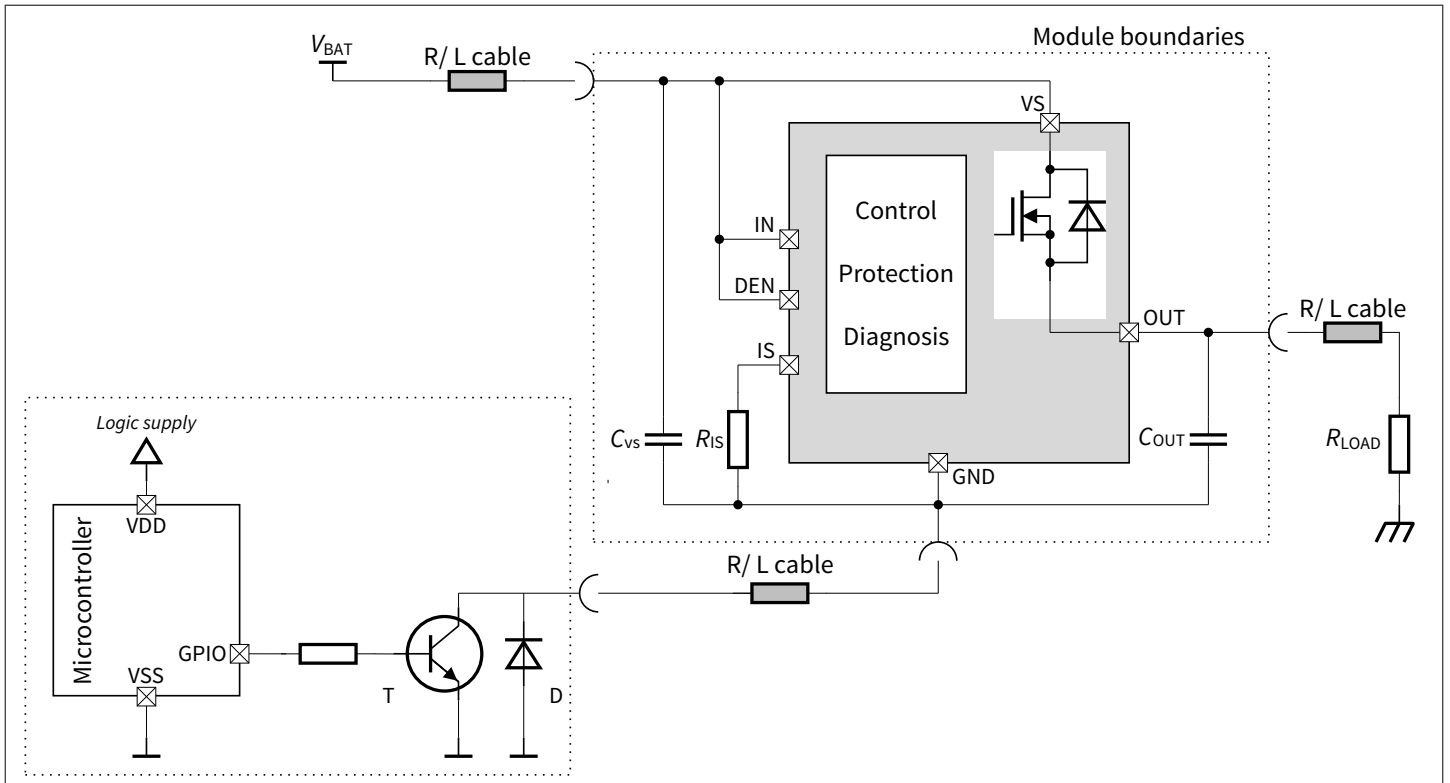 Module boundaries
V_BAT
R/ L cable
VS
IN
DEN
IS
Control
Protection
Diagnosis
OUT
R/ L cable
Cvs
RIS
COUT
RLOAD
GND
Logic supply
VDD
Microcontroller
GPIO
VSS
R/ L cable
T
D